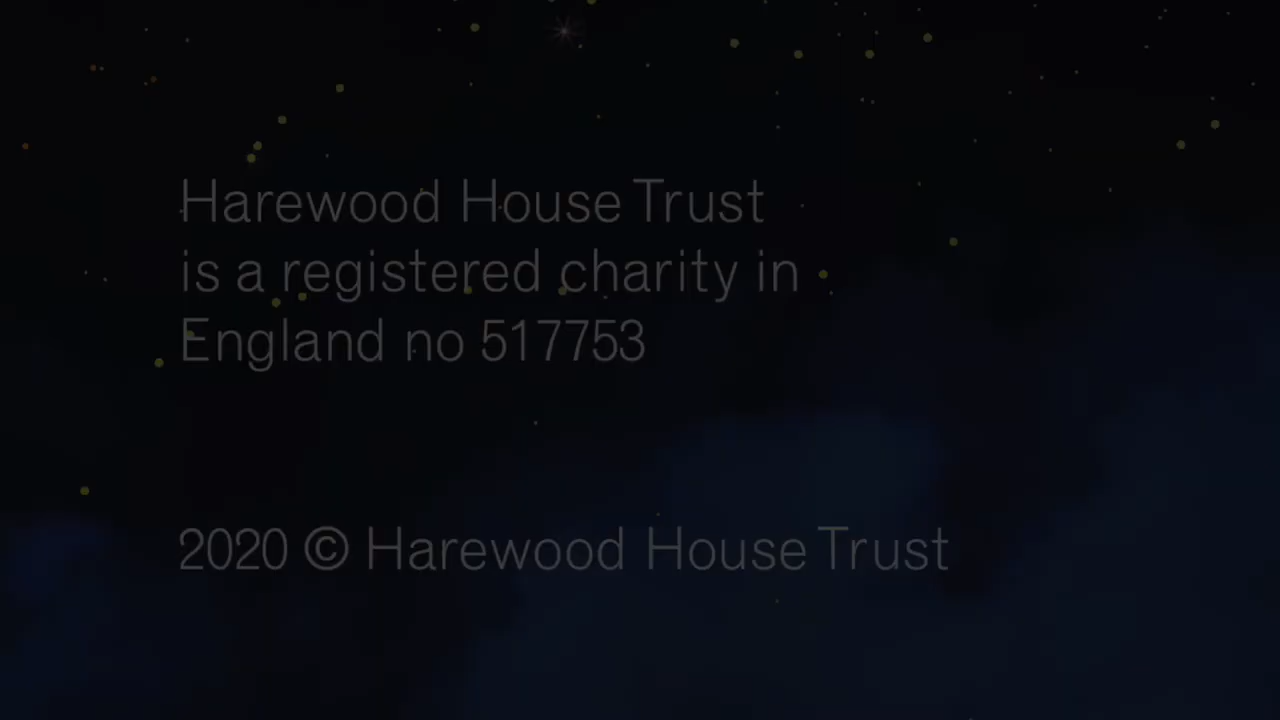 Harewood House Trust
is a registered charity in
England no 517753
2020 © Harewood House Trust